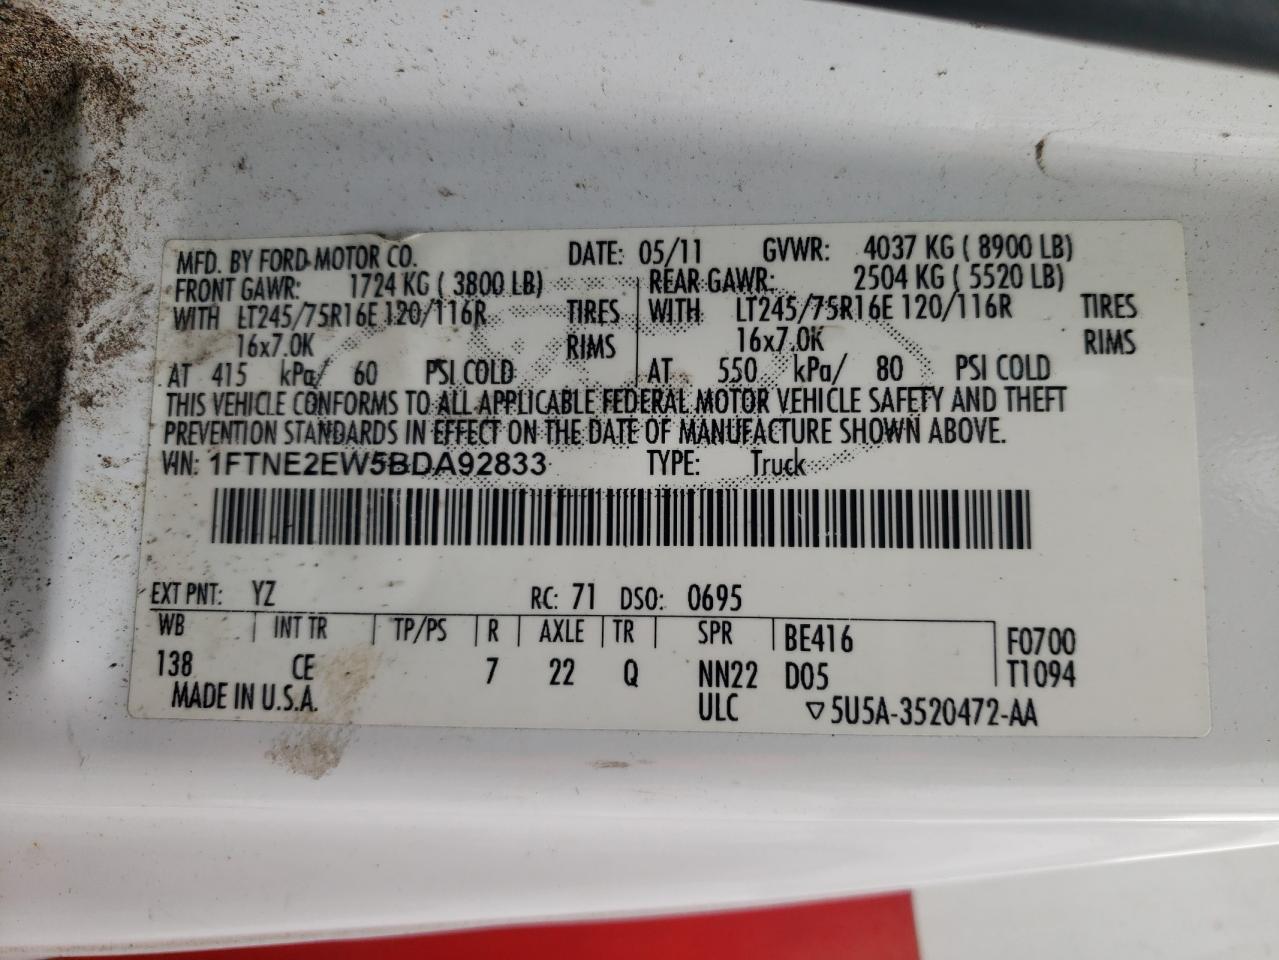 MFD. BY FORD MOTOR CO. DATE: 05/11 GVWR: 4037 KG ( 8900 LB)
FRONT GAWR: 1724 KG ( 3800 LB) REAR GAWR: 2504 KG ( 5520 LB)
WITH LT245/75R16E 120/116R TIRES WITH LT245/75R16E 120/116R TIRES
16x7.0K RIMS 16x7.0K RIMS
AT 415 kPa/ 60 PSI COLD AT 550 kPa/ 80 PSI COLD
THIS VEHICLE CONFORMS TO ALL APPLICABLE FEDERAL MOTOR VEHICLE SAFETY AND THEFT
PREVENTION STANDARDS IN EFFECT ON THE DATE OF MANUFACTURE SHOWN ABOVE.
VIN: 1FTNE2EW5BDA92833 TYPE: Truck
EXT PNT: YZ RC: 71 DSO: 0695
WB INT TR TP/PS R AXLE TR SPR BE416 F0700
138 CE 7 22 Q NN22 D05 T1094
MADE IN U.S.A. ULC ▽5U5A-3520472-AA